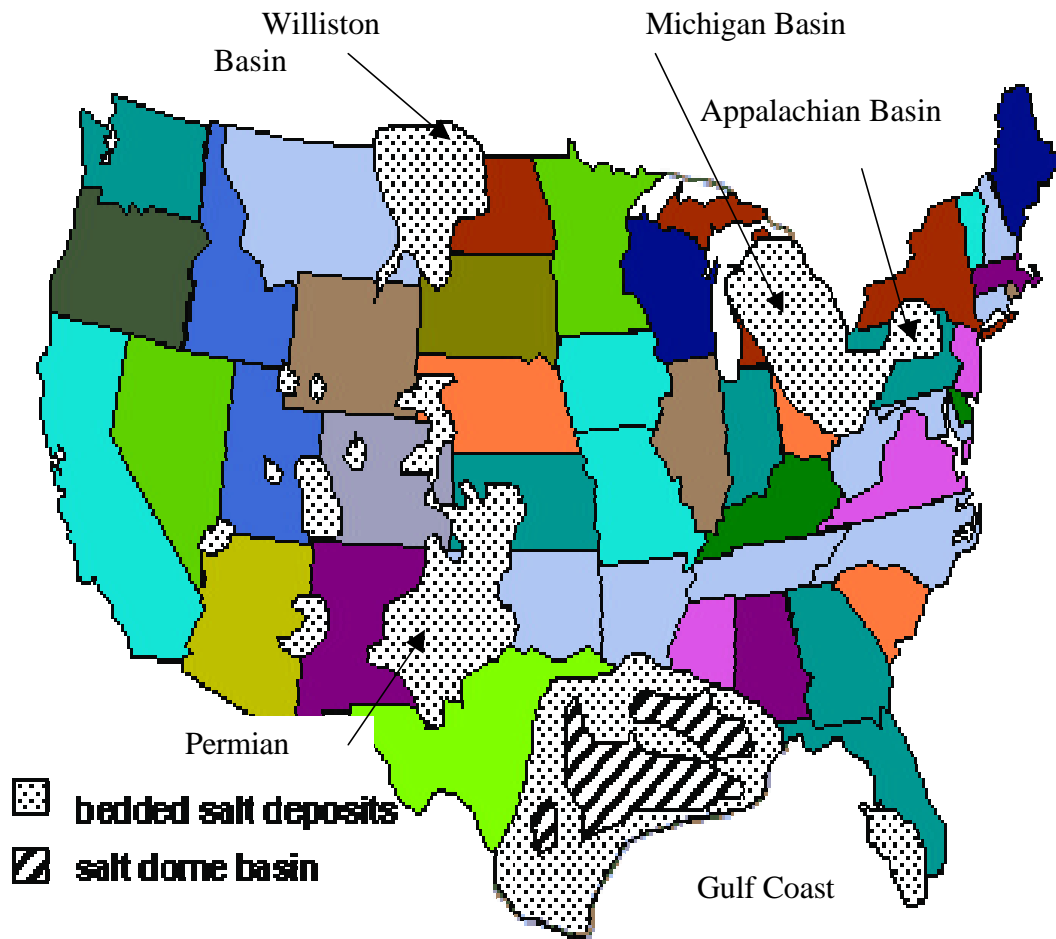 Williston
Basin
Michigan Basin
Appalachian Basin
Permian
bedded salt deposits
salt dome basin
Gulf Coast